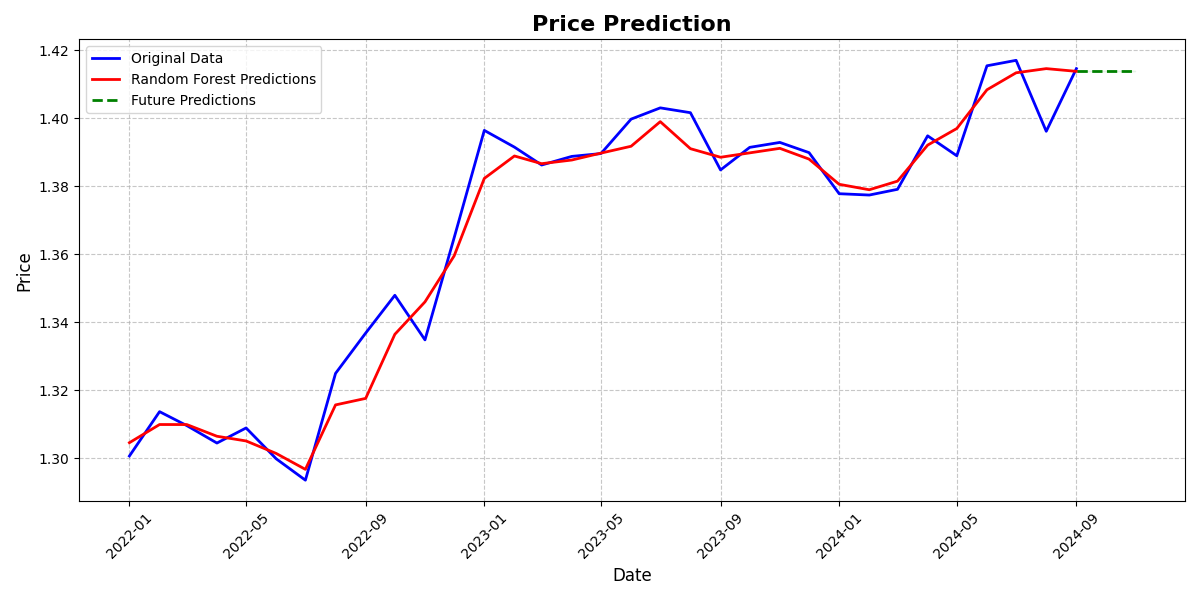 Price Prediction
Original Data
Random Forest Predictions
Future Predictions
Price
1.42
1.40
1.38
1.36
1.34
1.32
1.30
2022-01
2022-05
2022-09
2023-01
2023-05
2023-09
2024-01
2024-05
2024-09
Date